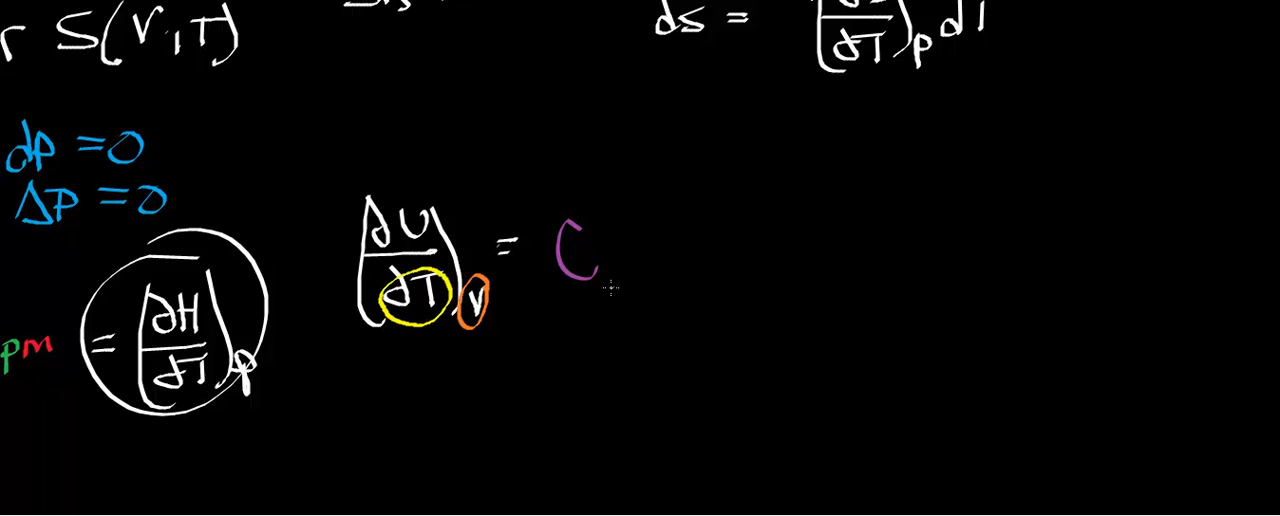 r S(V,T)
ds = (∂T)p dT
dp = 0
ΔP = 0
(∂U/∂T)v = C
pm = (∂H/∂T)p